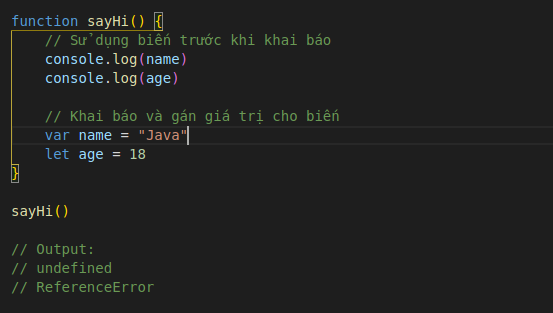 function sayHi() {
    // Sử dụng biến trước khi khai báo
    console.log(name)
    console.log(age)

    // Khai báo và gán giá trị cho biến
    var name = "Java"
    let age = 18
}

sayHi()

// Output:
// undefined
// ReferenceError